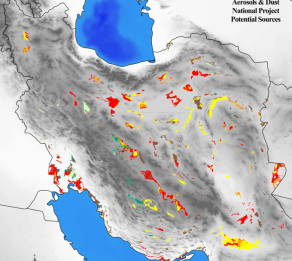 Aerosols & Dust
National Project
Potential Sources